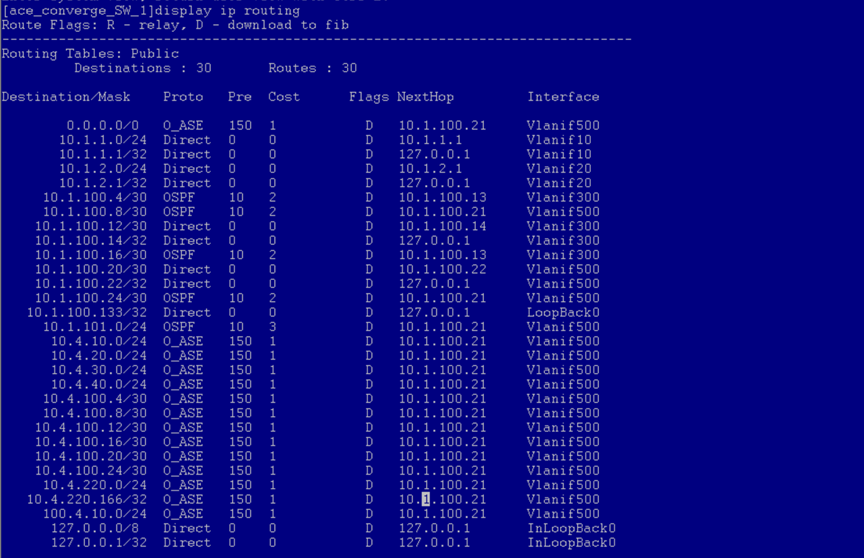 [ace_converge_SW_1]display ip routing
Route Flags: R - relay, D - download to fib
------------------------------------------------------------------------------
Routing Tables: Public
Destinations : 30 Routes : 30
Destination/Mask Proto Pre Cost Flags NextHop Interface
0.0.0.0/0 O_ASE 150 1 D 10.1.100.21 Vlanif500
10.1.1.0/24 Direct 0 0 D 10.1.1.1 Vlanif10
10.1.1.1/32 Direct 0 0 D 127.0.0.1 Vlanif10
10.1.2.0/24 Direct 0 0 D 10.1.2.1 Vlanif20
10.1.2.1/32 Direct 0 0 D 127.0.0.1 Vlanif20
10.1.100.4/30 OSPF 10 2 D 10.1.100.13 Vlanif300
10.1.100.8/30 OSPF 10 2 D 10.1.100.21 Vlanif500
10.1.100.12/30 Direct 0 0 D 10.1.100.14 Vlanif300
10.1.100.14/32 Direct 0 0 D 127.0.0.1 Vlanif300
10.1.100.16/30 OSPF 10 2 D 10.1.100.13 Vlanif300
10.1.100.20/30 Direct 0 0 D 10.1.100.22 Vlanif500
10.1.100.22/32 Direct 0 0 D 127.0.0.1 Vlanif500
10.1.100.24/30 OSPF 10 2 D 10.1.100.21 Vlanif500
10.1.100.133/32 Direct 0 0 D 127.0.0.1 LoopBack0
10.1.101.0/24 OSPF 10 3 D 10.1.100.21 Vlanif500
10.4.10.0/24 O_ASE 150 1 D 10.1.100.21 Vlanif500
10.4.20.0/24 O_ASE 150 1 D 10.1.100.21 Vlanif500
10.4.30.0/24 O_ASE 150 1 D 10.1.100.21 Vlanif500
10.4.40.0/24 O_ASE 150 1 D 10.1.100.21 Vlanif500
10.4.100.4/30 O_ASE 150 1 D 10.1.100.21 Vlanif500
10.4.100.8/30 O_ASE 150 1 D 10.1.100.21 Vlanif500
10.4.100.12/30 O_ASE 150 1 D 10.1.100.21 Vlanif500
10.4.100.16/30 O_ASE 150 1 D 10.1.100.21 Vlanif500
10.4.100.20/30 O_ASE 150 1 D 10.1.100.21 Vlanif500
10.4.100.24/30 O_ASE 150 1 D 10.1.100.21 Vlanif500
10.4.220.0/24 O_ASE 150 1 D 10.1.100.21 Vlanif500
10.4.220.166/32 O_ASE 150 1 D 10.1.100.21 Vlanif500
100.4.10.0/24 O_ASE 150 1 D 10.1.100.21 Vlanif500
127.0.0.0/8 Direct 0 0 D 127.0.0.1 InLoopBack0
127.0.0.1/32 Direct 0 0 D 127.0.0.1 InLoopBack0